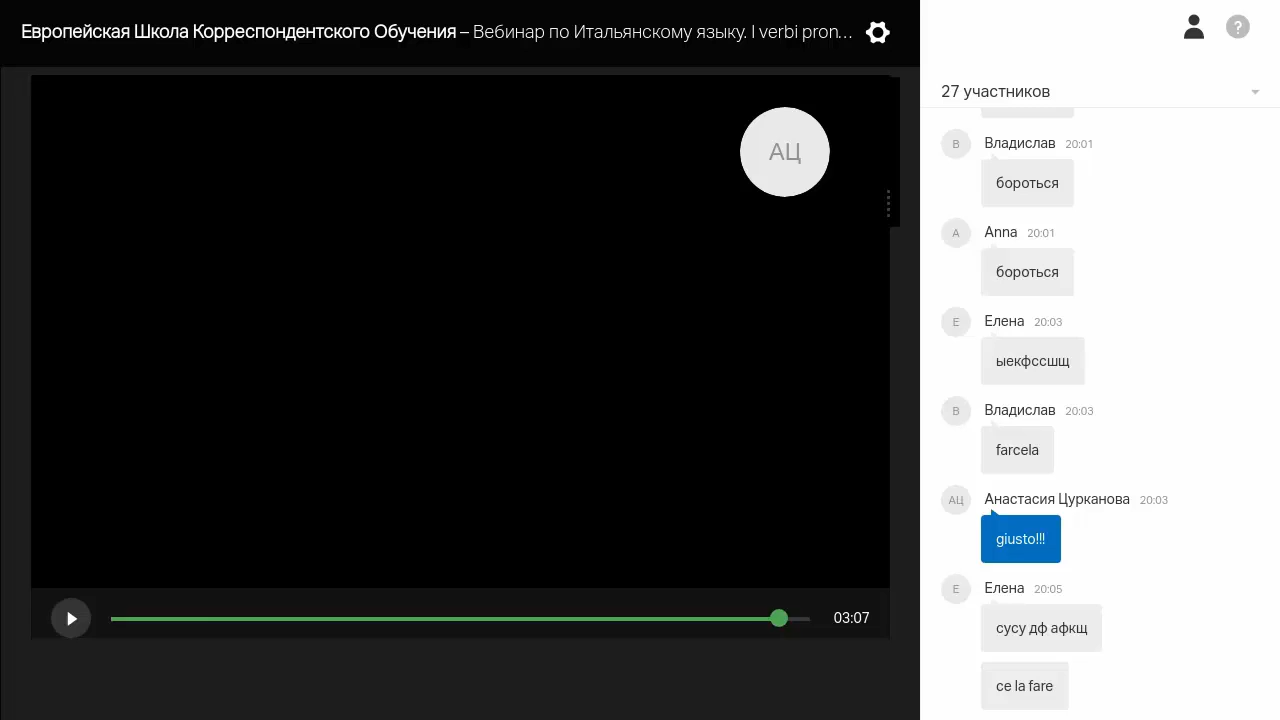 Европейская Школа Корреспондентского Обучения – Вебинар по Итальянскому языку. I verbi pron...
?
27 участников
АЦ
В
Владислав 20:01
бороться
A
Anna 20:01
бороться
Е
Елена 20:03
ыекфссшщ
В
Владислав 20:03
farcela
АЦ
Анастасия Цурканова 20:03
giusto!!!
Е
Елена 20:05
сусу дф афкщ
ce la fare
03:07